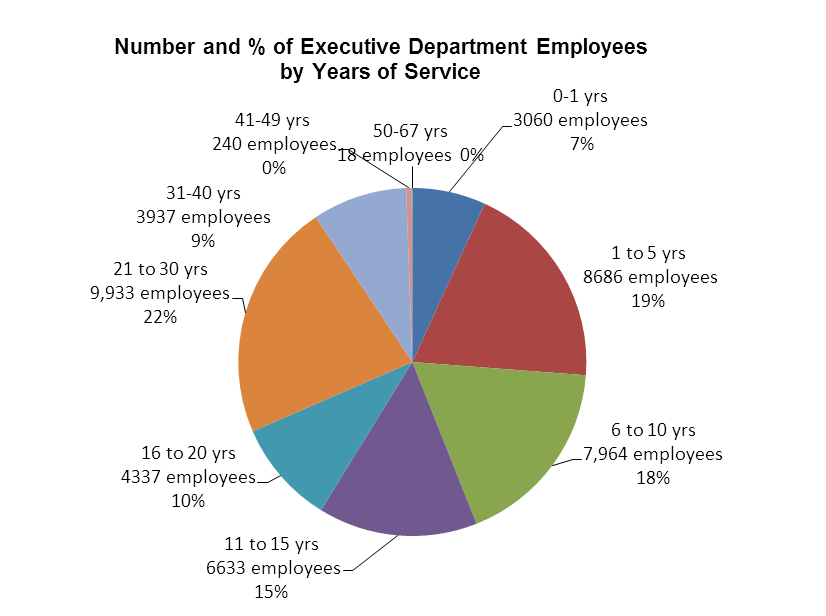 Number and % of Executive Department Employees
by Years of Service
0-1 yrs
3060 employees
7%
1 to 5 yrs
8686 employees
19%
6 to 10 yrs
7,964 employees
18%
11 to 15 yrs
6633 employees
15%
16 to 20 yrs
4337 employees
10%
21 to 30 yrs
9,933 employees
22%
31-40 yrs
3937 employees
9%
41-49 yrs
240 employees
0%
50-67 yrs
18 employees 0%